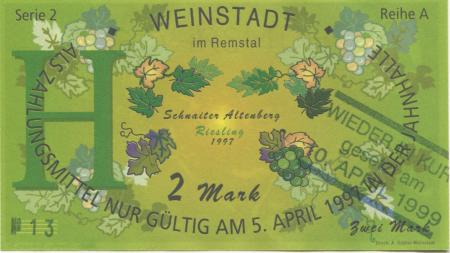 Serie 2
WEINSTADT
Reihe A
im Remstal
H
Schnaiter Altenberg
Riesling
1997
2 Mark
ALS ZAHLUNGSMITTEL NUR GÜLTIG AM 5. APRIL 1997 IN DER JAHNHALLE
WIEDER IN KUR
gesetzt am
10. APRIL 1999
№ 13
Zwei Mark